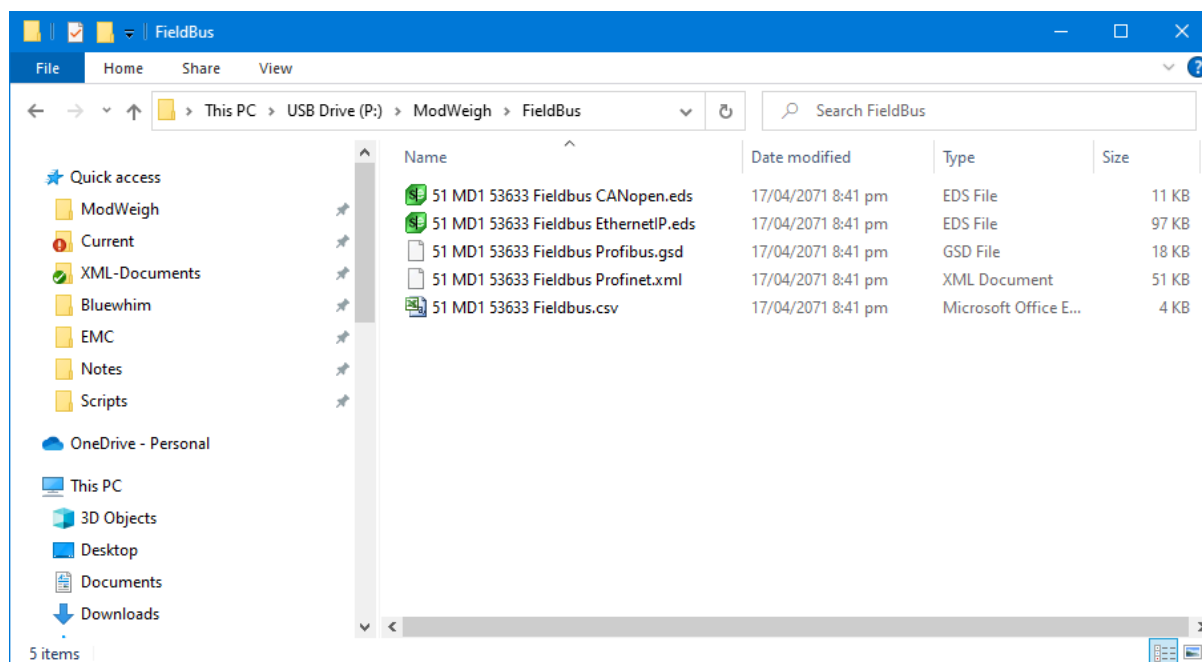 FieldBus
File Home Share View
This PC > USB Drive (P:) > ModWeigh > FieldBus
Search FieldBus
Name Date modified Type Size
Quick access
ModWeigh
Current
XML-Documents
Bluewhim
EMC
Notes
Scripts
OneDrive - Personal
This PC
3D Objects
Desktop
Documents
Downloads
51 MD1 53633 Fieldbus CANopen.eds 17/04/2071 8:41 pm EDS File 11 KB
51 MD1 53633 Fieldbus EthernetIP.eds 17/04/2071 8:41 pm EDS File 97 KB
51 MD1 53633 Fieldbus Profibus.gsd 17/04/2071 8:41 pm GSD File 18 KB
51 MD1 53633 Fieldbus Profinet.xml 17/04/2071 8:41 pm XML Document 51 KB
51 MD1 53633 Fieldbus.csv 17/04/2071 8:41 pm Microsoft Office E... 4 KB
5 items